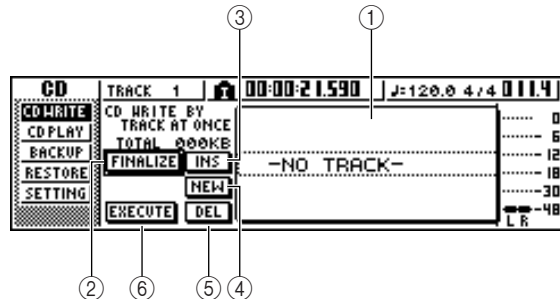 ③ ①
CD TRACK 1 00:00:21.590 ♩=120.0 4/4 011.4
CD WRITE
CD PLAY
BACKUP
RESTORE
SETTING
CD WRITE BY
TRACK AT ONCE
TOTAL 000KB
FINALIZE INS
NEW
EXECUTE DEL
-NO TRACK-
0
6
12
18
30
48
L R
② ⑥ ⑤ ④